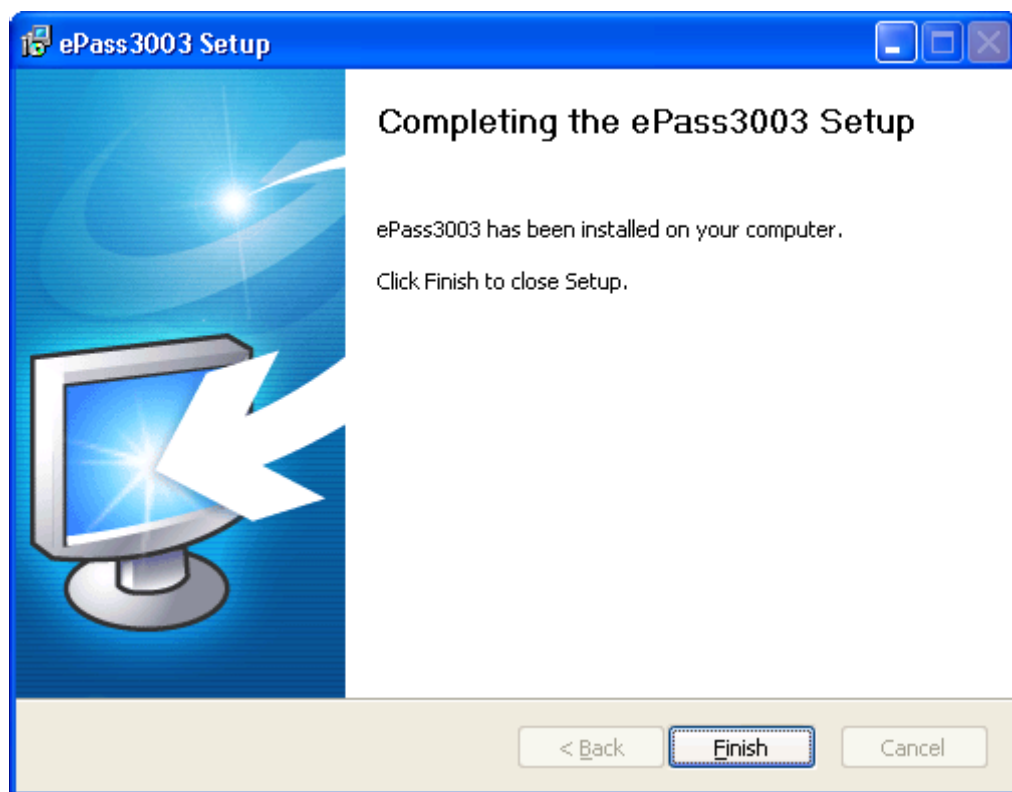 ePass3003 Setup
Completing the ePass3003 Setup
ePass3003 has been installed on your computer.
Click Finish to close Setup.
< Back
Finish
Cancel